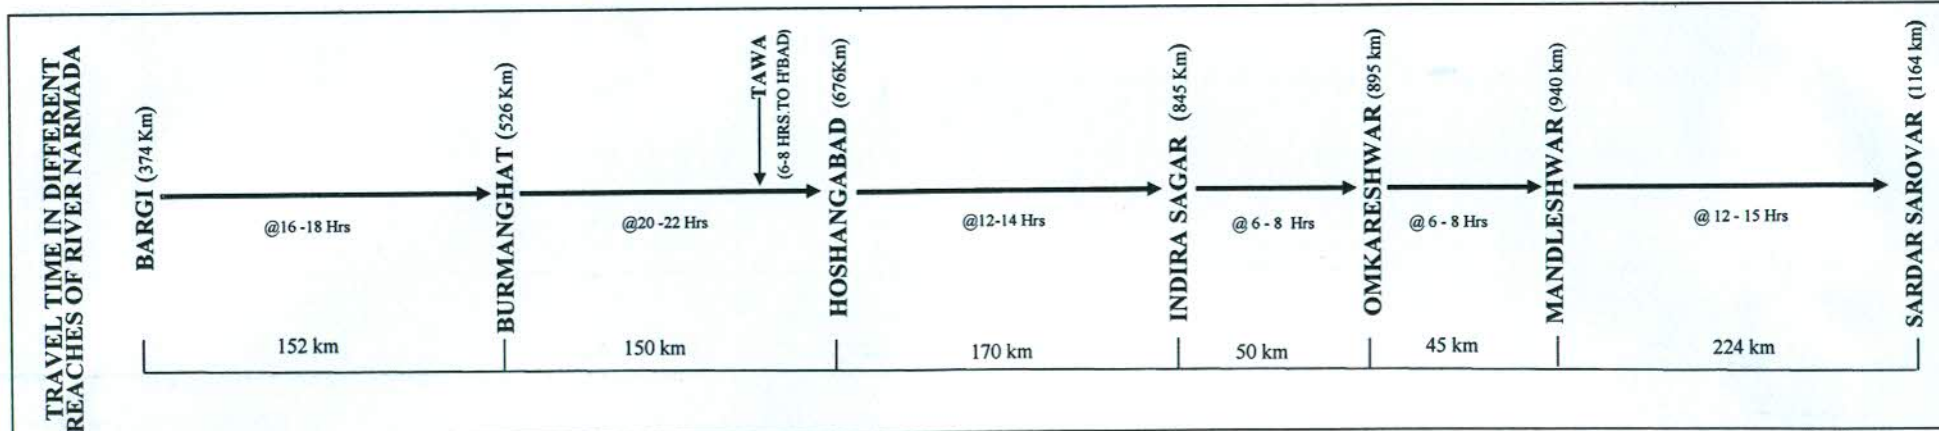 TRAVEL TIME IN DIFFERENT
REACHES OF RIVER NARMADA
BARGI (374 Km)
@16 -18 Hrs
BURMANGHAT (526 Km)
@20 -22 Hrs
TAWA
(6-8 HRS.TO H'BAD)
HOSHANGABAD (676Km)
@12-14 Hrs
INDIRA SAGAR (845 Km)
@ 6 - 8 Hrs
OMKARESHWAR (895 km)
@ 6 - 8 Hrs
MANDLESHWAR (940 km)
@ 12 - 15 Hrs
SARDAR SAROVAR (1164 km)
152 km
150 km
170 km
50 km
45 km
224 km